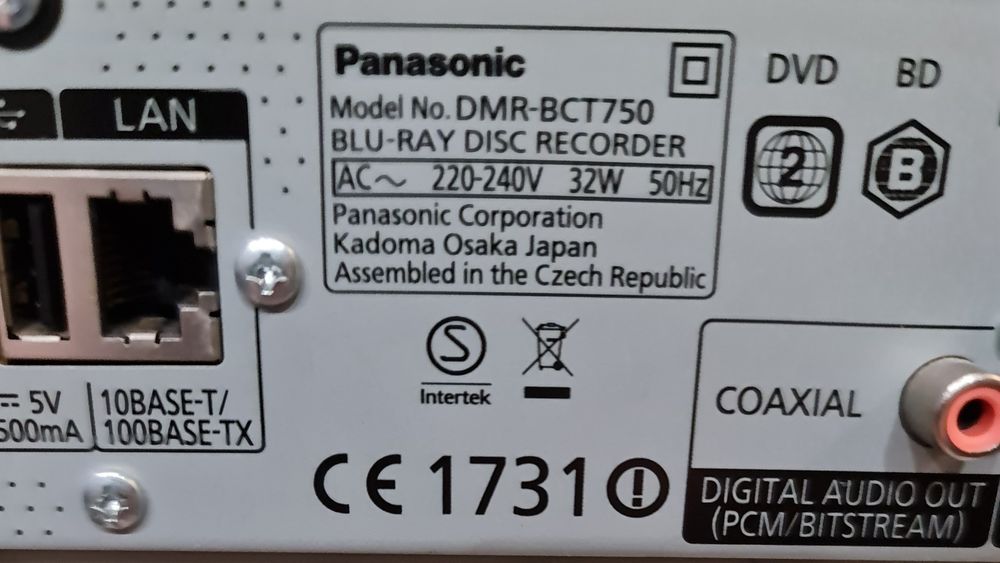 LAN
Panasonic
Model No. DMR-BCT750
BLU-RAY DISC RECORDER
AC～ 220-240V 32W 50Hz
Panasonic Corporation
Kadoma Osaka Japan
Assembled in the Czech Republic
DVD
2
BD
B
S
Intertek
5V
500mA
10BASE-T/
100BASE-TX
CE 1731 !
COAXIAL
DIGITAL AUDIO OUT
(PCM/BITSTREAM)